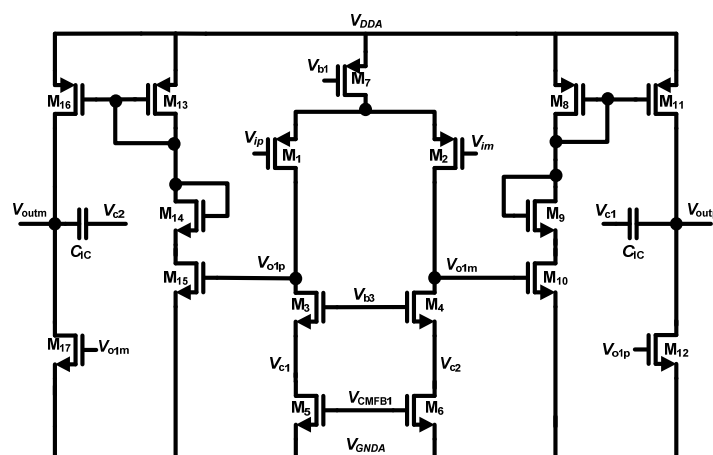 VDDA
Vb1
M7
M16
M13
M8
M11
Vip
M1
M2
Vim
Voutm
Vc2
CIC
M14
M9
Vc1
CIC
Vout
M15
Vo1p
Vo1m
M10
M3
Vb3
M4
M17
Vo1m
Vc1
Vc2
Vo1p
M12
M5
VCMFB1
M6
VGNDA